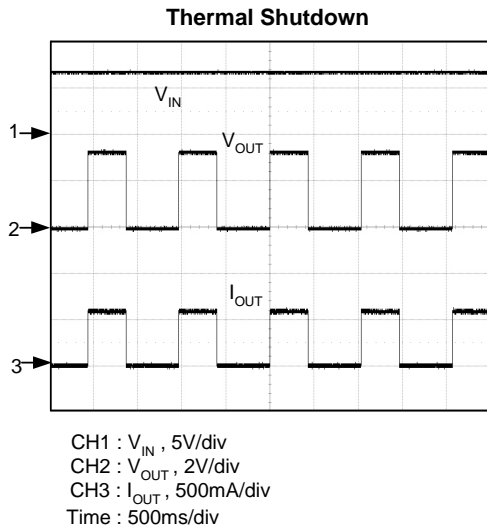 Thermal Shutdown
V_IN
1
V_OUT
2
I_OUT
3
CH1 : V_IN , 5V/div
CH2 : V_OUT , 2V/div
CH3 : I_OUT , 500mA/div
Time : 500ms/div